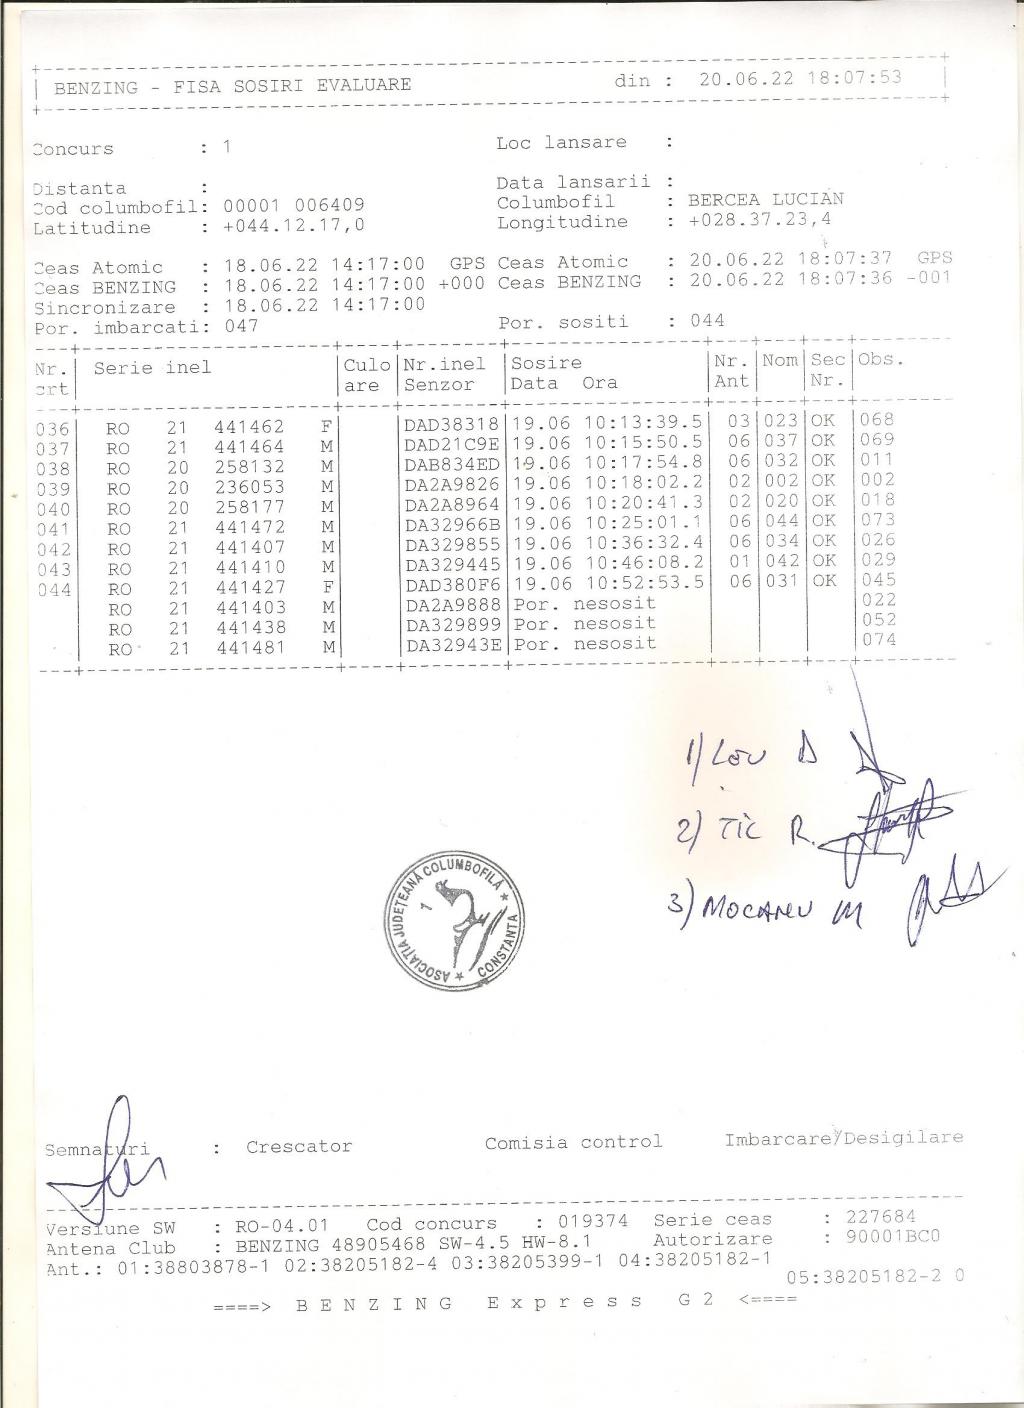 BENZING - FISA SOSIRI EVALUARE din : 20.06.22 18:07:53
Concurs : 1 Loc lansare :
Distanta : Data lansarii :
Cod columbofil: 00001 006409 Columbofil : BERCEA LUCIAN
Latitudine : +044.12.17,0 Longitudine : +028.37.23,4
Ceas Atomic : 18.06.22 14:17:00 GPS Ceas Atomic : 20.06.22 18:07:37 GPS
Ceas BENZING : 18.06.22 14:17:00 +000 Ceas BENZING : 20.06.22 18:07:36 -001
Sincronizare : 18.06.22 14:17:00
Por. imbarcati: 047 Por. sositi : 044
Nr. Serie inel Culo Nr.inel Sosire Nr. Nom Sec Obs.
crt are Senzor Data Ora Ant Nr.
036 RO 21 441462 F DAD38318 19.06 10:13:39.5 03 023 OK 068
037 RO 21 441464 M DAD21C9E 19.06 10:15:50.5 06 037 OK 069
038 RO 20 258132 M DAB834ED 19.06 10:17:54.8 06 032 OK 011
039 RO 20 236053 M DA2A9826 19.06 10:18:02.2 02 002 OK 002
040 RO 20 258177 M DA2A8964 19.06 10:20:41.3 02 020 OK 018
041 RO 21 441472 M DA32966B 19.06 10:25:01.1 06 044 OK 073
042 RO 21 441407 M DA329855 19.06 10:36:32.4 06 034 OK 026
043 RO 21 441410 M DA329445 19.06 10:46:08.2 01 042 OK 029
044 RO 21 441427 F DAD380F6 19.06 10:52:53.5 06 031 OK 045
RO 21 441403 M DA2A9888 Por. nesosit 022
RO 21 441438 M DA329899 Por. nesosit 052
RO 21 441481 M DA32943E Por. nesosit 074
1) LEU D
2) TIC R.
3) MOCANU M
ASOCIAȚIA JUDEȚEANĂ COLUMBOFILĂ * CONSTANȚA *
1
Semnaturi : Crescator Comisia control Imbarcare/Desigilare
Versiune SW : RO-04.01 Cod concurs : 019374 Serie ceas : 227684
Antena Club : BENZING 48905468 SW-4.5 HW-8.1 Autorizare : 90001BC0
Ant.: 01:38803878-1 02:38205182-4 03:38205399-1 04:38205182-1
05:38205182-2 0
====> B E N Z I N G E x p r e s s G 2 <====